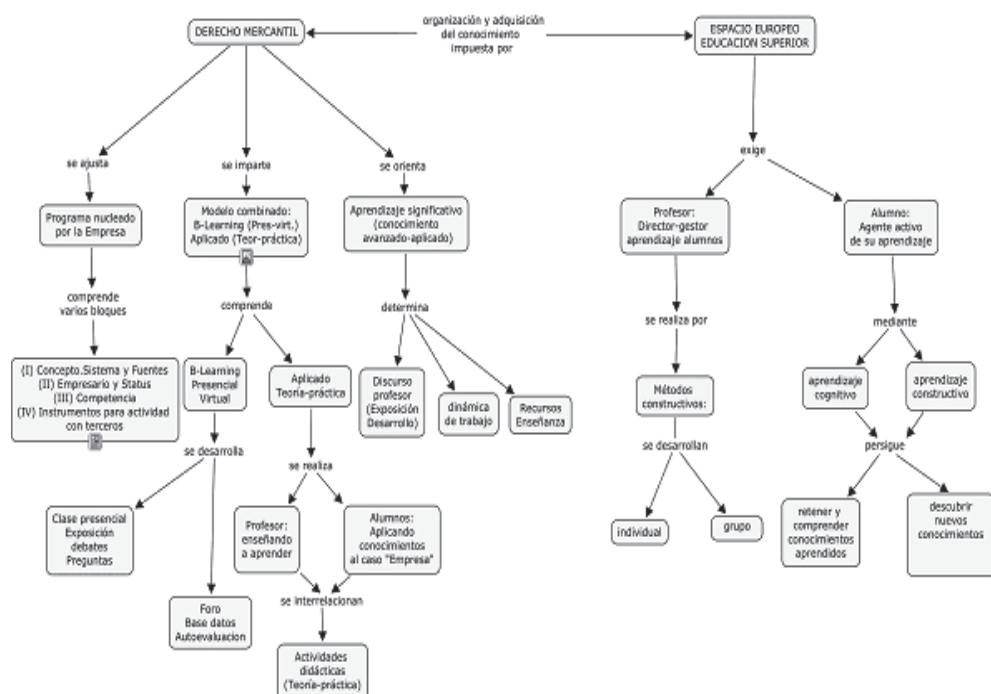 DERECHO MERCANTIL
organización y adquisición
del conocimiento
impuesta por
ESPACIO EUROPEO
EDUCACION SUPERIOR
se ajusta
se imparte
se orienta
exige
Programa nucleado
por la Empresa
Modelo combinado:
B-Learning (Pres-virt.)
Aplicado (Teor-práctica)
Aprendizaje significativo
(conocimiento
avanzado-aplicado)
Profesor:
Director-gestor
aprendizaje alumnos
Alumno:
Agente activo
de su aprendizaje
comprende
varios bloques
comprende
determina
se realiza por
mediante
(I) Concepto.Sistema y Fuentes
(II) Empresario y Status
(III) Competencia
(IV) Instrumentos para actividad
con terceros
B-Learning
Presencial
Virtual
Aplicado
Teoría-práctica
Discurso
profesor
(Exposición
Desarrollo)
dinámica
de trabajo
Recursos
Enseñanza
Métodos
constructivos:
aprendizaje
cognitivo
aprendizaje
constructivo
se desarrolla
se realiza
se desarrollan
persigue
Clase presencial
Exposición
debates
Preguntas
Profesor:
enseñando
a aprender
Alumnos:
Aplicando
conocimientos
al caso "Empresa"
individual
grupo
retener y
comprender
conocimientos
aprendidos
descubrir
nuevos
conocimientos
Foro
Base datos
Autoevaluacion
se interrelacionan
Actividades
didácticas
(Teoría-práctica)